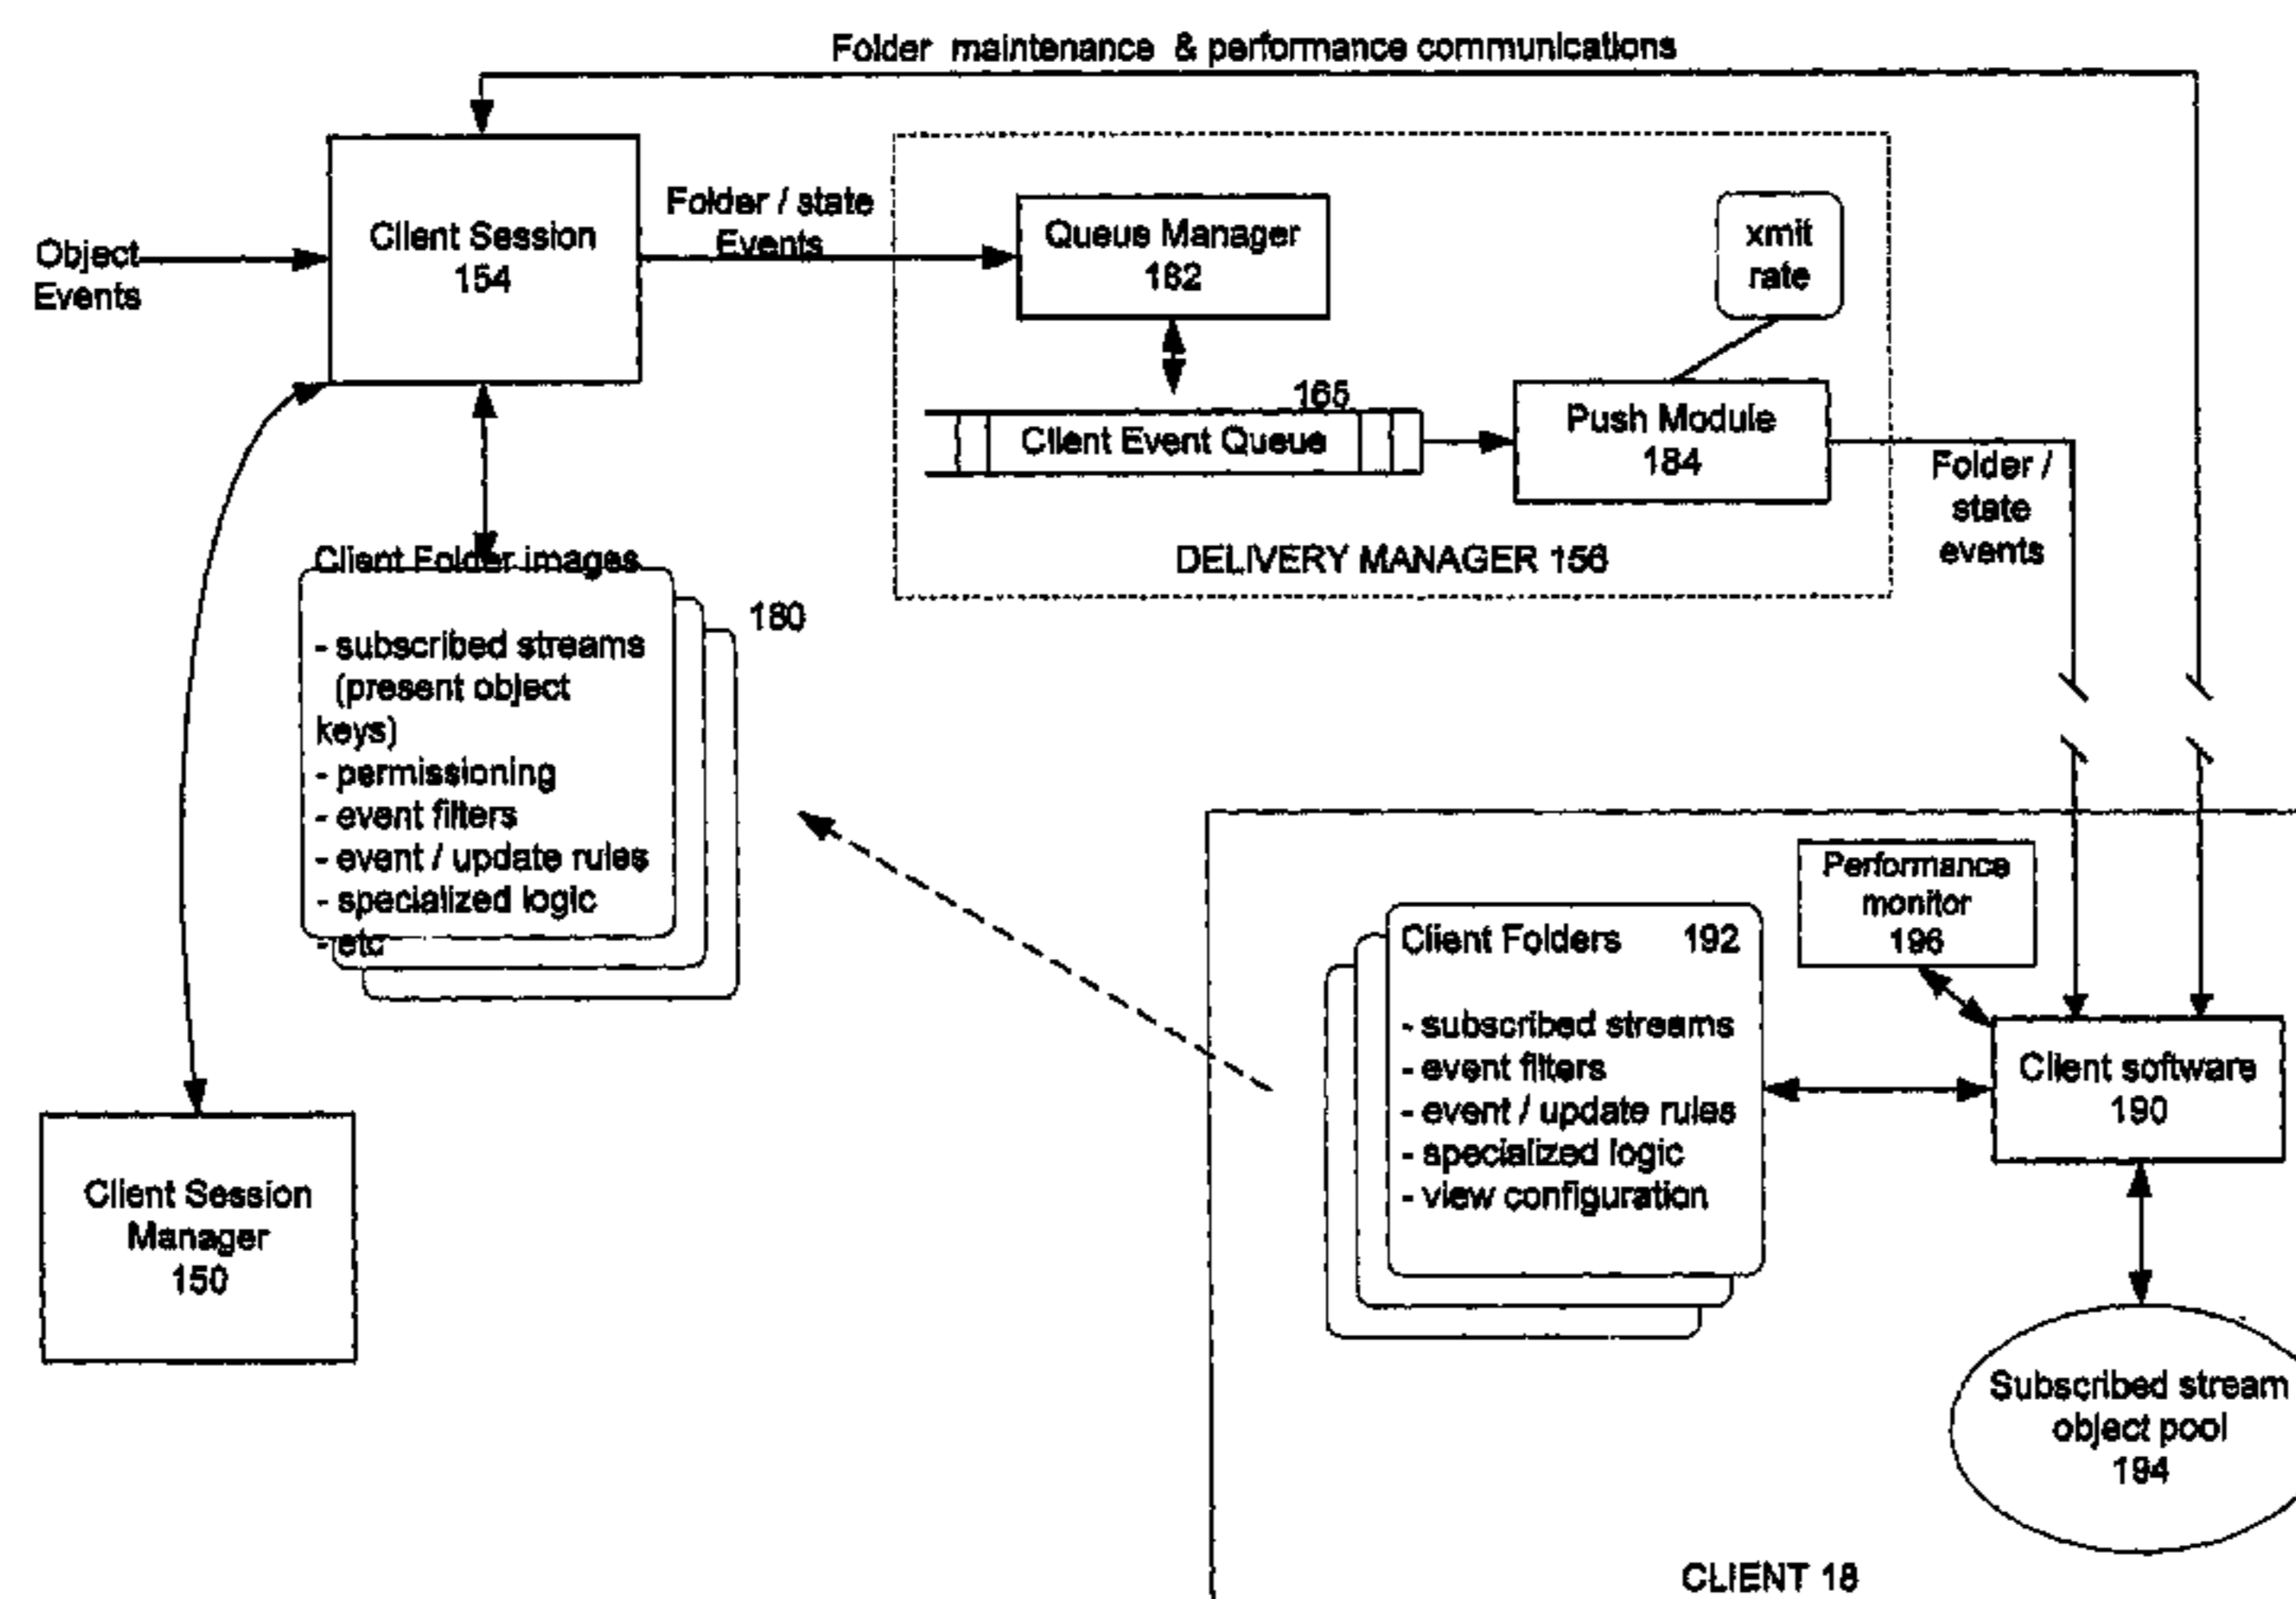 Folder maintenance & performance communications
Object
Events
Client Session
154
Folder / state
Events
Queue Manager
182
xmit
rate
165
Client Event Queue
Push Module
184
Folder /
state
events
DELIVERY MANAGER 156
Client Folder images
180
- subscribed streams
(present object
keys)
- permissioning
- event filters
- event / update rules
- specialized logic
- etc
Client Session
Manager
150
Performance
monitor
196
Client Folders 192
- subscribed streams
- event filters
- event / update rules
- specialized logic
- view configuration
Client software
190
Subscribed stream
object pool
194
CLIENT 18